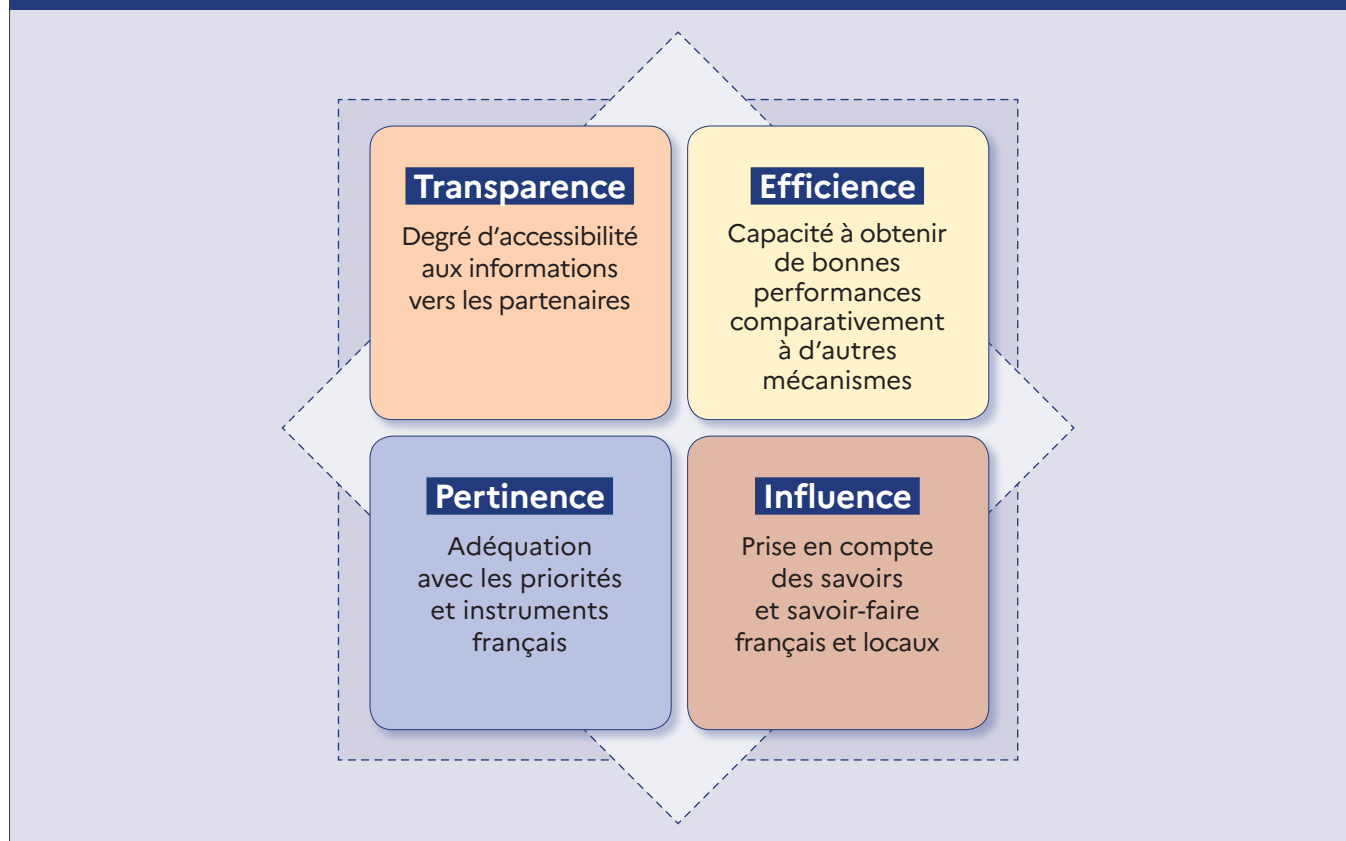 Transparence
Degré d’accessibilité
aux informations
vers les partenaires
Efficience
Capacité à obtenir
de bonnes
performances
comparativement
à d’autres
mécanismes
Pertinence
Adéquation
avec les priorités
et instruments
français
Influence
Prise en compte
des savoirs
et savoir-faire
français et locaux